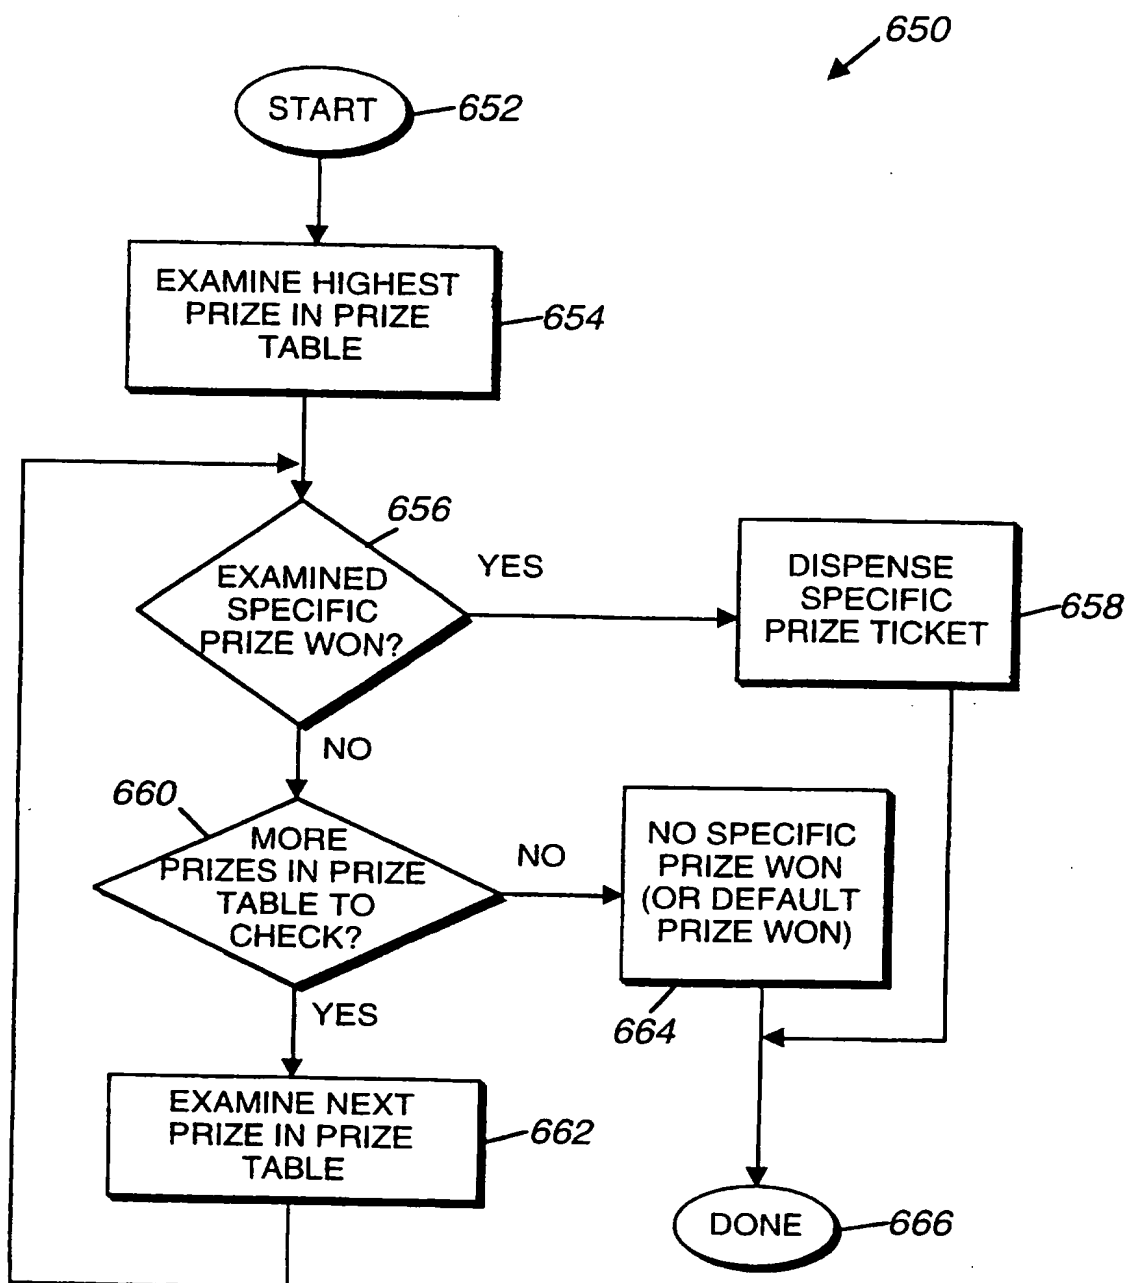 650
START
652
EXAMINE HIGHEST
PRIZE IN PRIZE
TABLE
654
656
EXAMINED
SPECIFIC
PRIZE WON?
YES
DISPENSE
SPECIFIC
PRIZE TICKET
658
NO
660
MORE
PRIZES IN PRIZE
TABLE TO
CHECK?
NO
NO SPECIFIC
PRIZE WON
(OR DEFAULT
PRIZE WON)
664
YES
EXAMINE NEXT
PRIZE IN PRIZE
TABLE
662
DONE
666